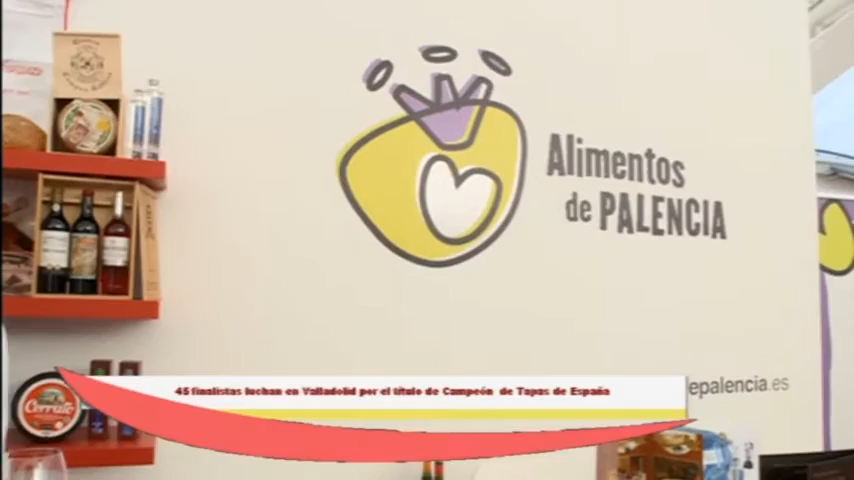 Alimentos
de PALENCIA
epalencia.es
Cerrato
45 finalistas luchan en Valladolid por el título de Campeón de Tapas de España